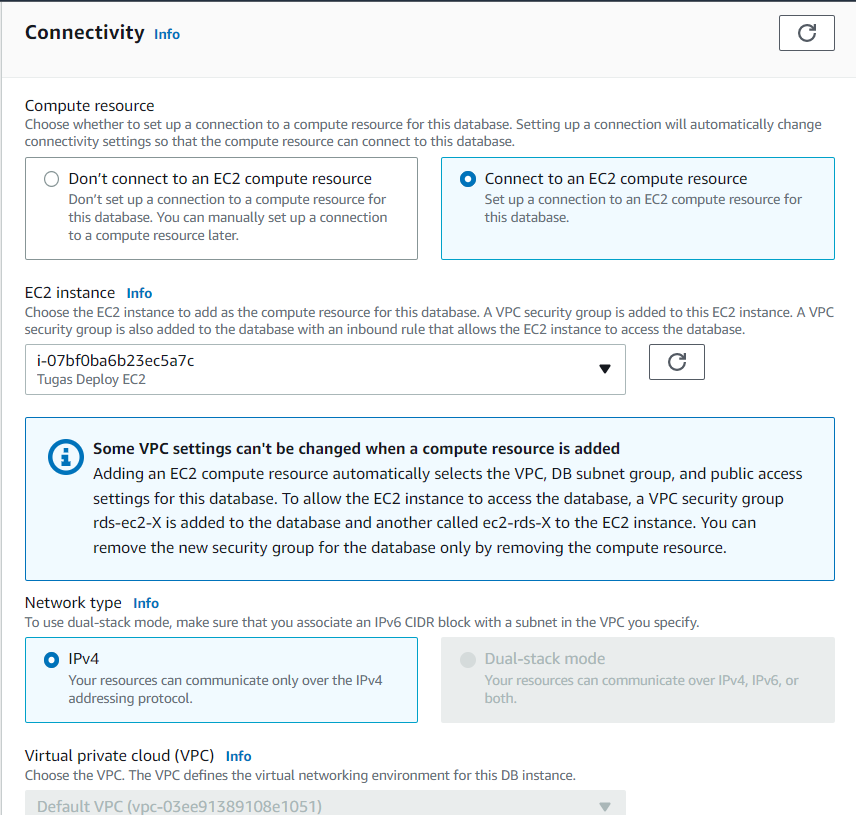 Connectivity Info
Compute resource
Choose whether to set up a connection to a compute resource for this database. Setting up a connection will automatically change
connectivity settings so that the compute resource can connect to this database.
Don't connect to an EC2 compute resource
Don't set up a connection to a compute resource for
this database. You can manually set up a connection
to a compute resource later.
Connect to an EC2 compute resource
Set up a connection to an EC2 compute resource for
this database.
EC2 instance Info
Choose the EC2 instance to add as the compute resource for this database. A VPC security group is added to this EC2 instance. A VPC
security group is also added to the database with an inbound rule that allows the EC2 instance to access the database.
i-07bf0ba6b23ec5a7c
Tugas Deploy EC2
Some VPC settings can't be changed when a compute resource is added
Adding an EC2 compute resource automatically selects the VPC, DB subnet group, and public access
settings for this database. To allow the EC2 instance to access the database, a VPC security group
rds-ec2-X is added to the database and another called ec2-rds-X to the EC2 instance. You can
remove the new security group for the database only by removing the compute resource.
Network type Info
To use dual-stack mode, make sure that you associate an IPv6 CIDR block with a subnet in the VPC you specify.
IPv4
Your resources can communicate only over the IPv4
addressing protocol.
Dual-stack mode
Your resources can communicate over IPv4, IPv6, or
both.
Virtual private cloud (VPC) Info
Choose the VPC. The VPC defines the virtual networking environment for this DB instance.
Default VPC (vpc-03ee91389108e1051)